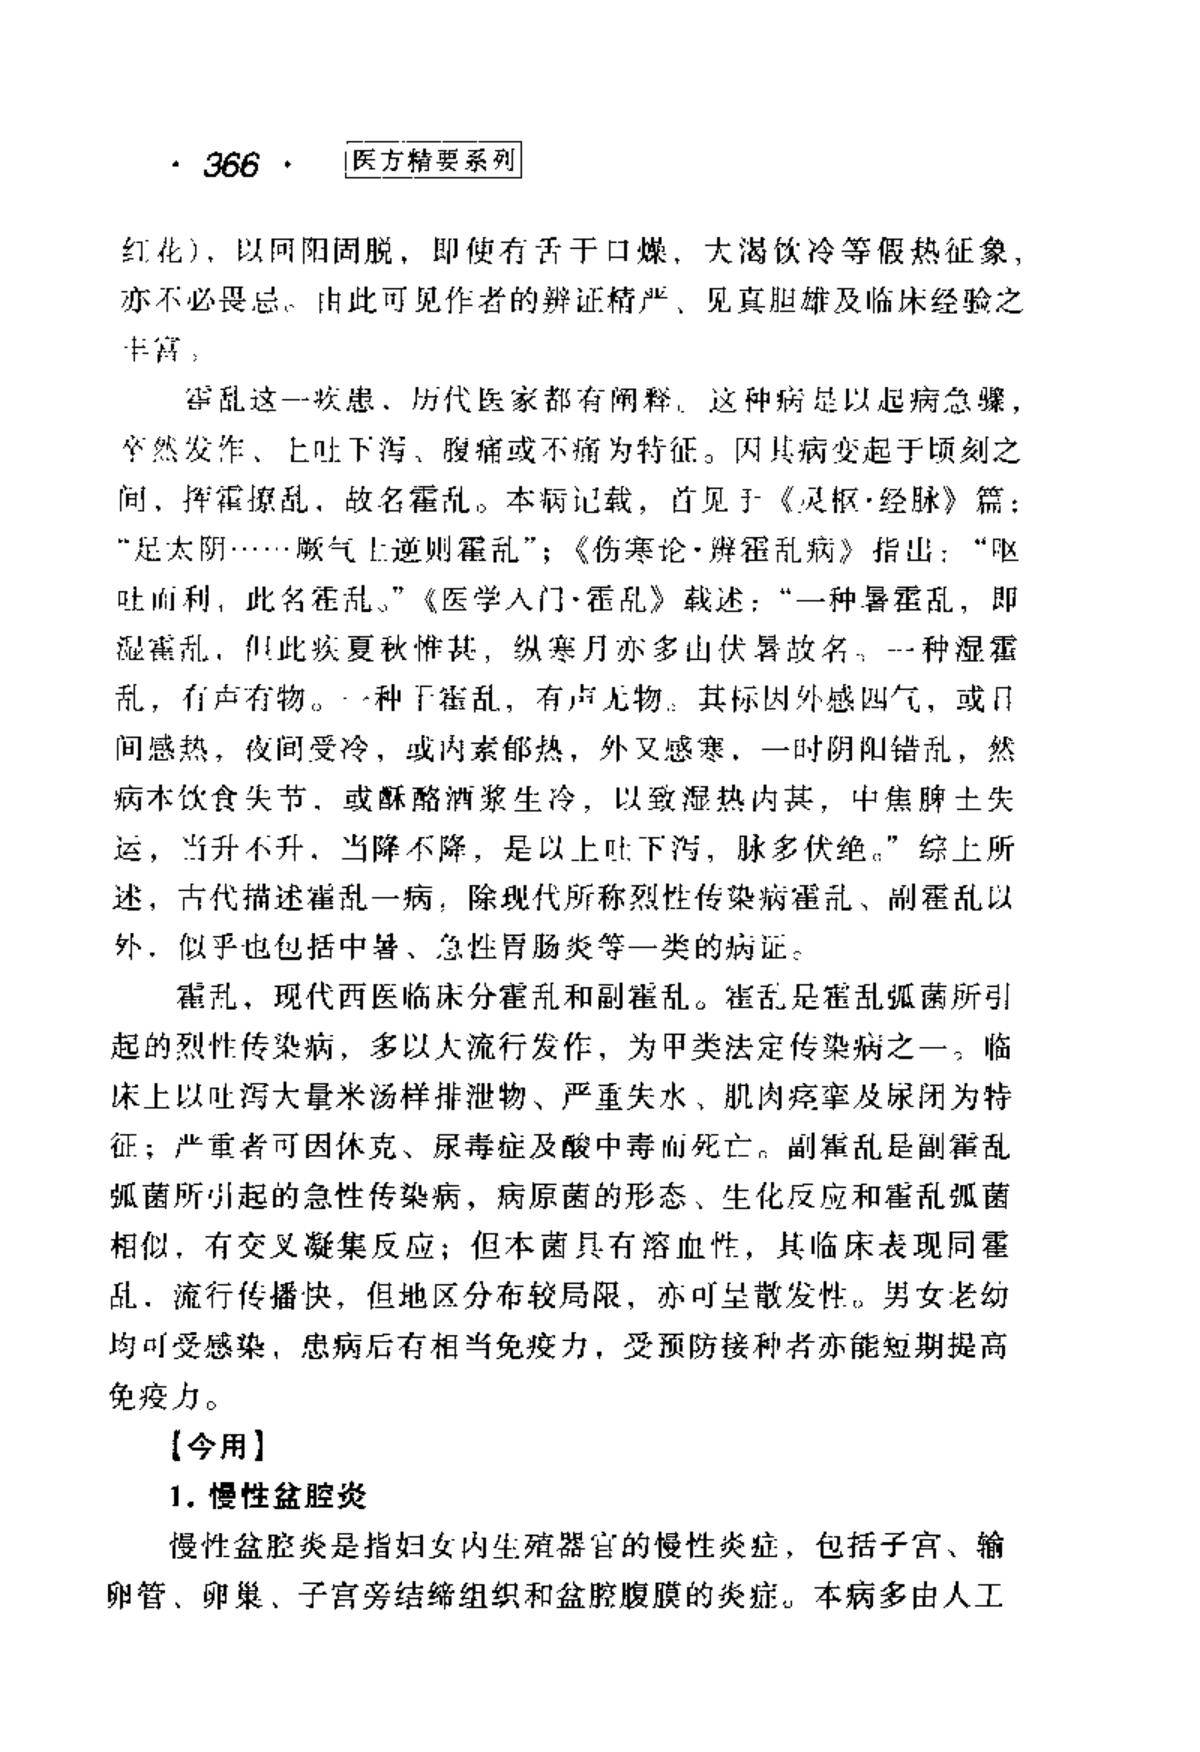 · 366 · 医方精要系列
红花），以回阳固脱，即使有舌干口燥，大渴饮冷等假热征象，
亦不必畏忌。由此可见作者的辨证精严、见真胆雄及临床经验之
丰富。
霍乱这一疾患，历代医家都有阐释。这种病是以起病急骤，
卒然发作、上吐下泻、腹痛或不痛为特征。因其病变起于顷刻之
间，挥霍撩乱，故名霍乱。本病记载，首见于《灵枢·经脉》篇：
“足太阴……厥气上逆则霍乱”；《伤寒论·辨霍乱病》指出：“呕
吐而利，此名霍乱。”《医学入门·霍乱》载述：“一种暑霍乱，即
湿霍乱，但此疾夏秋惟甚，纵寒月亦多由伏暑故名。一种湿霍
乱，有声有物。一种干霍乱，有声无物。其标因外感四气，或日
间感热，夜间受冷，或内素郁热，外又感寒，一时阴阳错乱，然
病本饮食失节，或酥酪酒浆生冷，以致湿热内甚，中焦脾土失
运，当升不升，当降不降，是以上吐下泻，脉多伏绝。”综上所
述，古代描述霍乱一病，除现代所称烈性传染病霍乱、副霍乱以
外，似乎也包括中暑、急性胃肠炎等一类的病证。
霍乱，现代西医临床分霍乱和副霍乱。霍乱是霍乱弧菌所引
起的烈性传染病，多以大流行发作，为甲类法定传染病之一。临
床上以吐泻大量米汤样排泄物、严重失水、肌肉痉挛及尿闭为特
征；严重者可因休克、尿毒症及酸中毒而死亡。副霍乱是副霍乱
弧菌所引起的急性传染病，病原菌的形态、生化反应和霍乱弧菌
相似，有交叉凝集反应；但本菌具有溶血性，其临床表现同霍
乱，流行传播快，但地区分布较局限，亦可呈散发性。男女老幼
均可受感染，患病后有相当免疫力，受预防接种者亦能短期提高
免疫力。
【今用】
1. 慢性盆腔炎
慢性盆腔炎是指妇女内生殖器官的慢性炎症，包括子宫、输
卵管、卵巢、子宫旁结缔组织和盆腔腹膜的炎症。本病多由人工